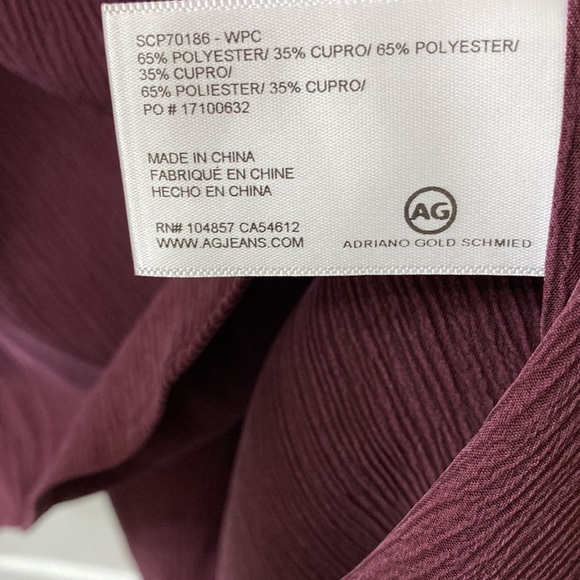 SCP70186 - WPC
65% POLYESTER/ 35% CUPRO/ 65% POLYESTER/
35% CUPRO/
65% POLIESTER/ 35% CUPRO/
PO # 17100632
MADE IN CHINA
FABRIQUÉ EN CHINE
HECHO EN CHINA
RN# 104857 CA54612
WWW.AGJEANS.COM
AG
ADRIANO GOLD SCHMIED